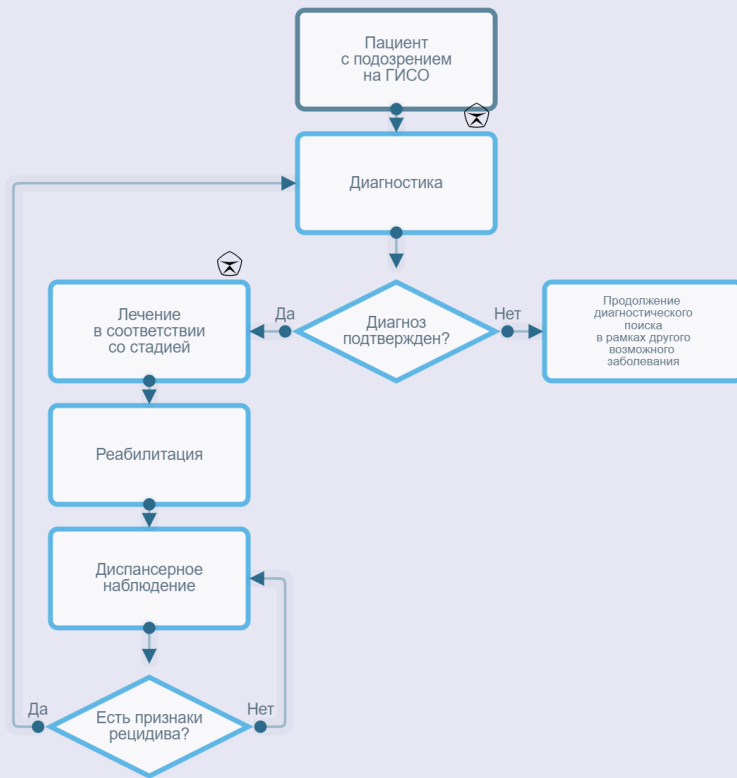 Пациент
с подозрением
на ГИСО
Диагностика
Лечение
в соответствии
со стадией
Да
Диагноз
подтвержден?
Нет
Продолжение
диагностического
поиска
в рамках другого
возможного
заболевания
Реабилитация
Диспансерное
наблюдение
Да
Есть признаки
рецидива?
Нет